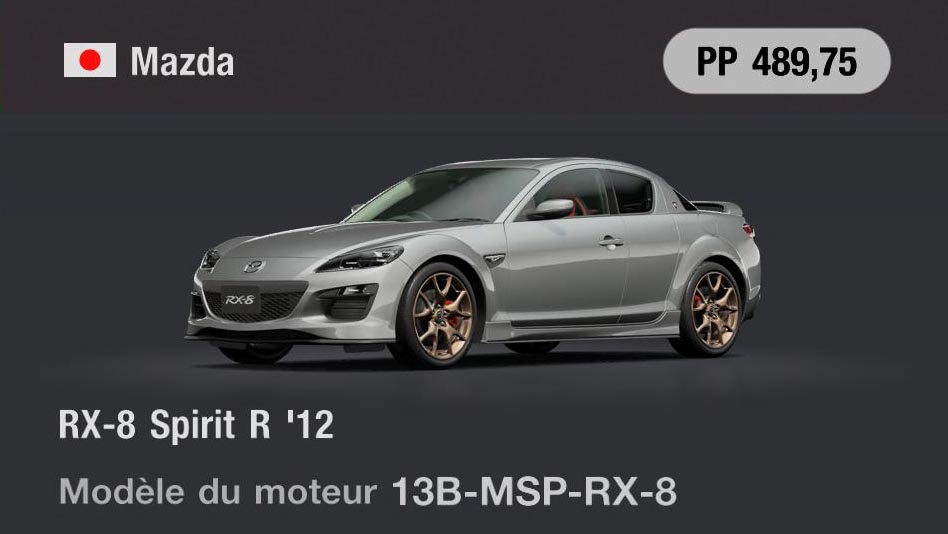 Mazda
PP 489,75
RX-8
RX-8 Spirit R '12
Modèle du moteur 13B-MSP-RX-8